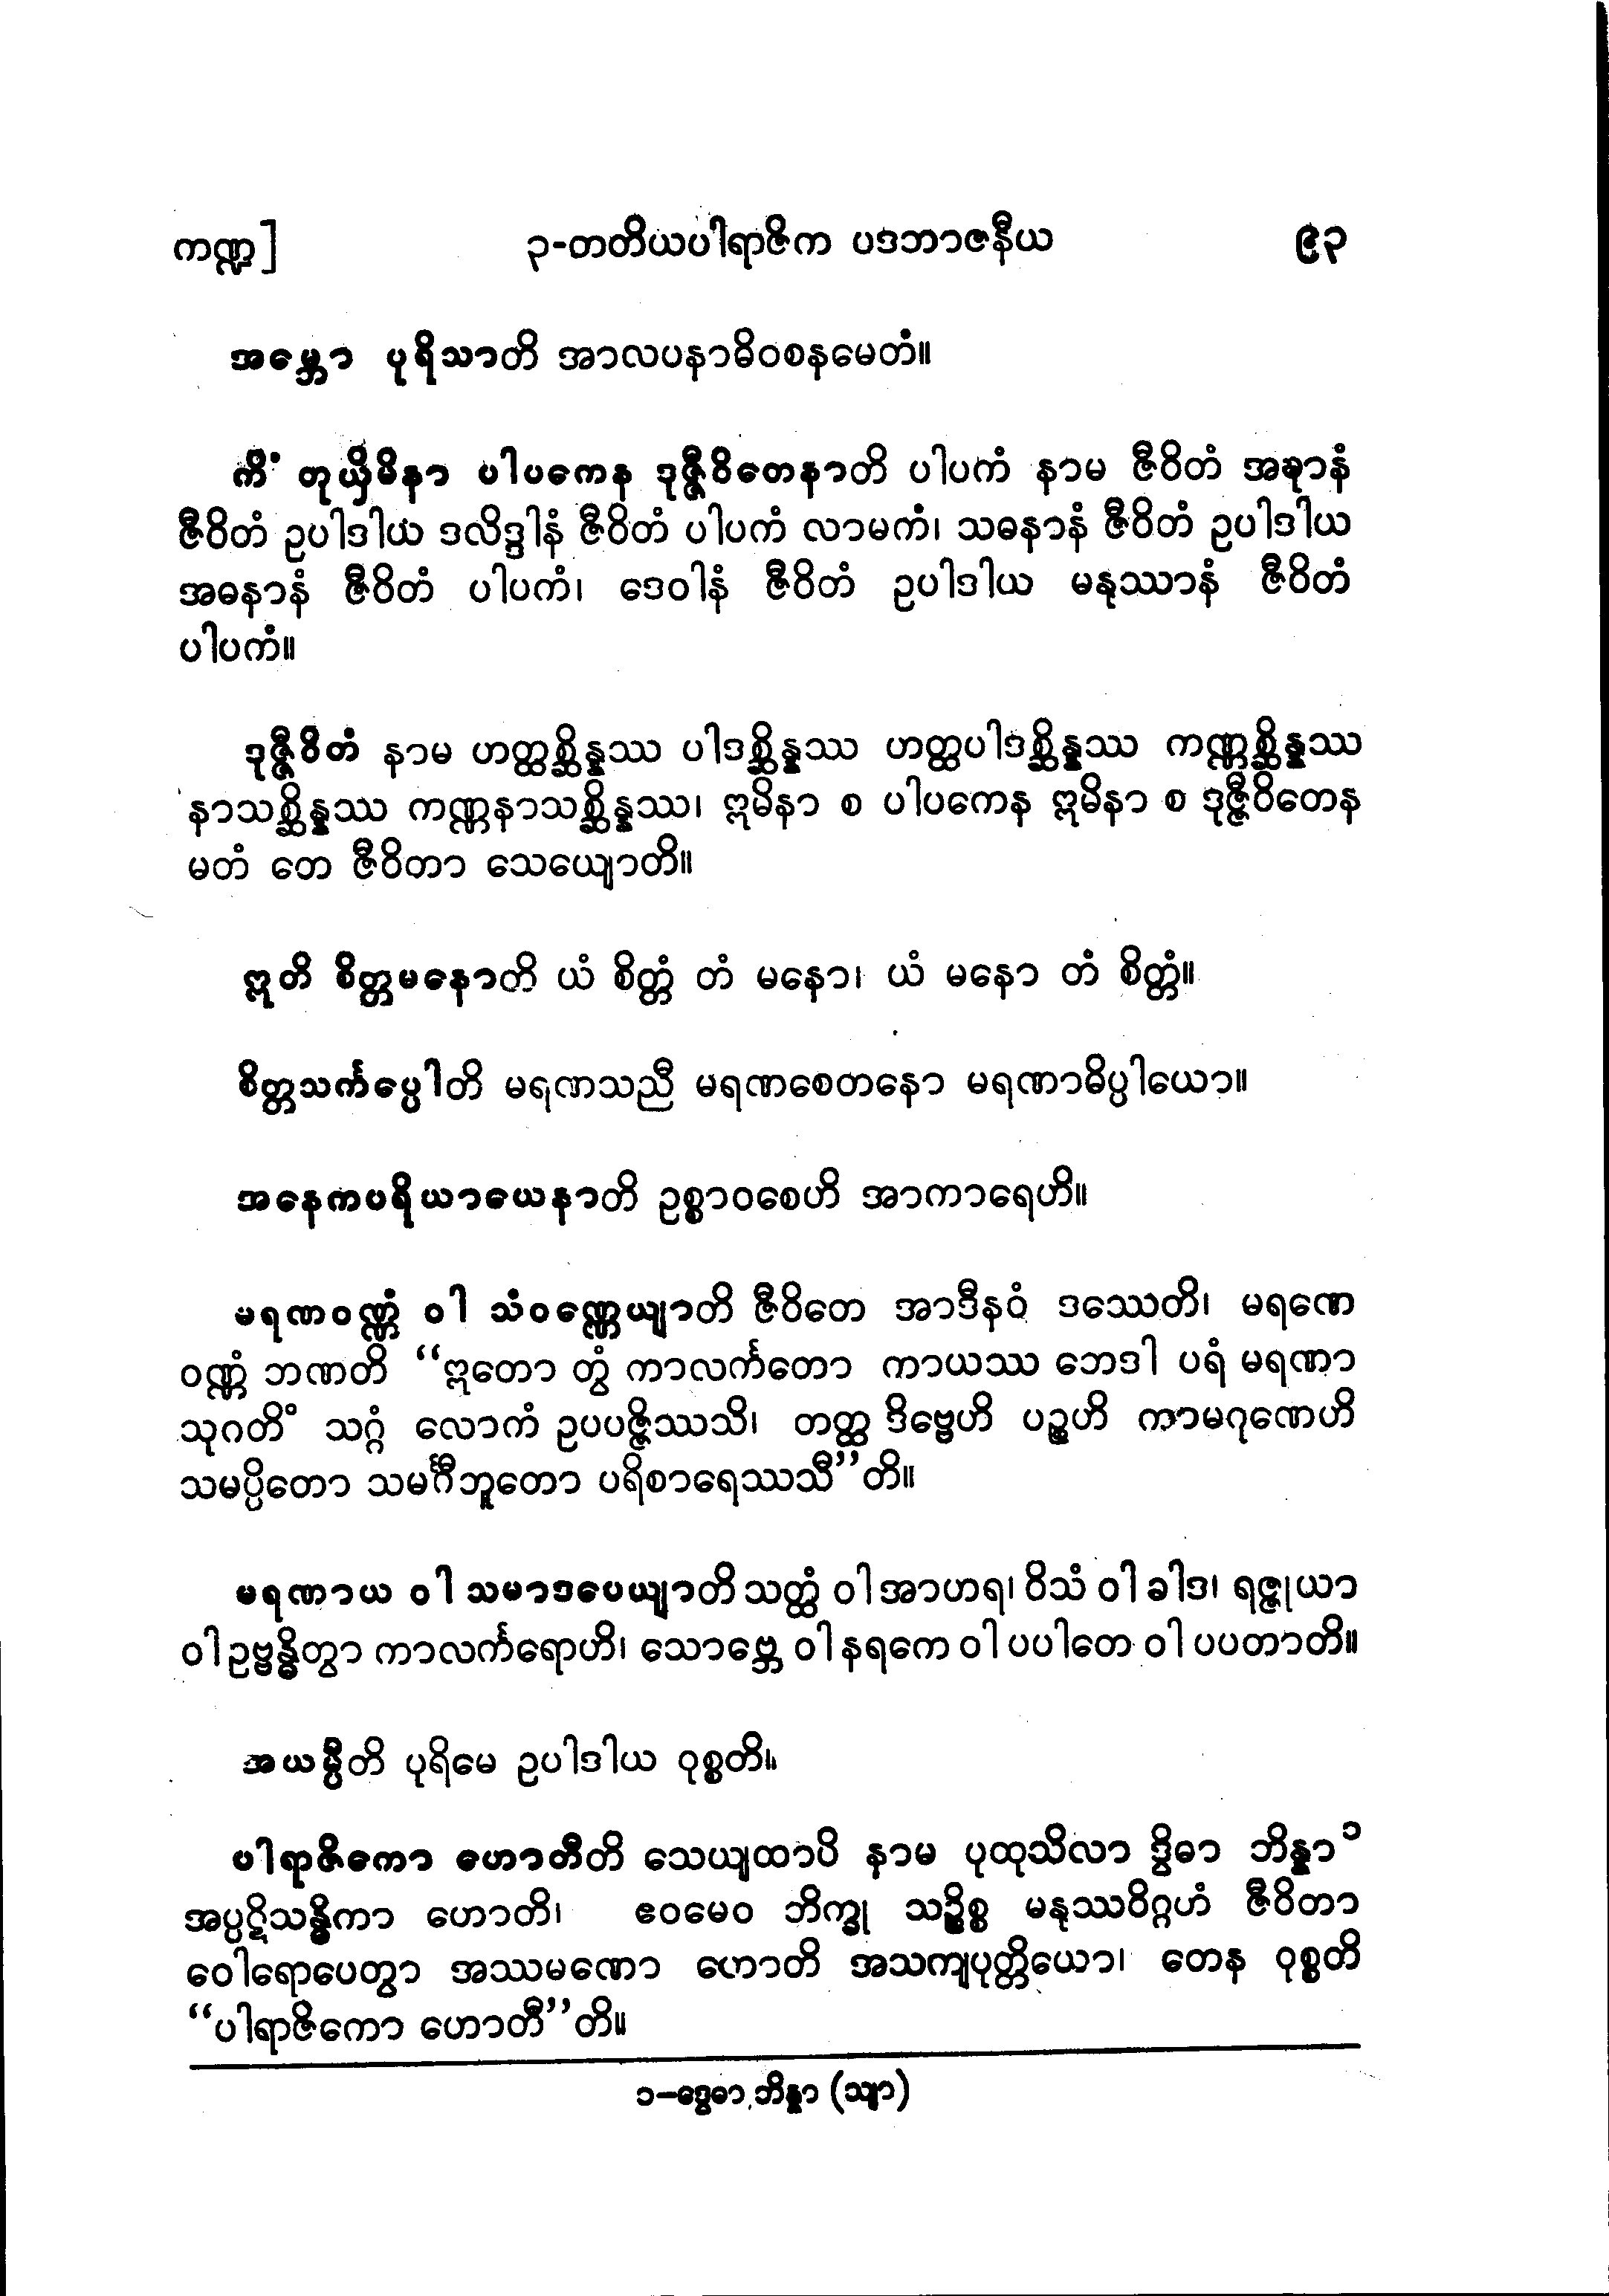 ကဏ္ဍ] ၃-တတိယပါရာဇိက ပဒဘာဇနီယ ၉၃
အမ္ဘော ပုရိသာတိ အာလပနာဓိဝစနမေတံ။
ကိံ တုယှိမိနာ ပါပကေန ဒုဇ္ဇီဝိတေနာတိ ပါပကံ နာမ ဇီဝိတံ အဍ္ဎာနံ
ဇီဝိတံ ဥပါဒါယ ဒလိဒ္ဒါနံ ဇီဝိတံ ပါပကံ လာမကံ၊ သဓနာနံ ဇီဝိတံ ဥပါဒါယ
အဓနာနံ ဇီဝိတံ ပါပကံ၊ ဒေဝါနံ ဇီဝိတံ ဥပါဒါယ မနုဿာနံ ဇီဝိတံ
ပါပကံ။
ဒုဇ္ဇီဝိတံ နာမ ဟတ္ထစ္ဆိန္နဿ ပါဒစ္ဆိန္နဿ ဟတ္ထပါဒစ္ဆိန္နဿ ကဏ္ဏစ္ဆိန္နဿ
နာသစ္ဆိန္နဿ ကဏ္ဏနာသစ္ဆိန္နဿ၊ ဣမိနာ စ ပါပကေန ဣမိနာ စ ဒုဇ္ဇီဝိတေန
မတံ တေ ဇီဝိတာ သေယျောတိ။
ဣတိ စိတ္တမနောတိ ယံ စိတ္တံ တံ မနော၊ ယံ မနော တံ စိတ္တံ။
စိတ္တသင်္ကပ္ပေါတိ မရဏသညီ မရဏစေတနော မရဏာဓိပ္ပါယော။
အနေကပရိယာယေနာတိ ဥစ္စာဝစေဟိ အာကာရေဟိ။
မရဏဝဏ္ဏံ ဝါ သံဝဏ္ဏေယျာတိ ဇီဝိတေ အာဒီနဝံ ဒဿေတိ၊ မရဏေ
ဝဏ္ဏံ ဘဏတိ “ဣတော တွံ ကာလင်္ကတော ကာယဿ ဘေဒါ ပရံ မရဏာ
သုဂတိံ သဂ္ဂံ လောကံ ဥပပဇ္ဇိဿသိ၊ တတ္ထ ဒိဗ္ဗေဟိ ပဉ္စဟိ ကာမဂုဏေဟိ
သမပ္ပိတော သမင်္ဂီဘူတော ပရိစာရေဿသီ”တိ။
မရဏာယ ဝါ သမာဒပေယျာတိ သတ္ထံ ဝါ အာဟရ၊ ဝိသံ ဝါ ခါဒ၊ ရဇ္ဇုယာ
ဝါ ဥဗ္ဗန္ဓိတွာ ကာလင်္ကရောဟိ၊ သောဗ္ဘေ ဝါ နရကေ ဝါ ပပါတေ ဝါ ပပတာတိ။
အယမ္ပီတိ ပုရိမေ ဥပါဒါယ ဝုစ္စတိ။
ပါရာဇိကော ဟောတီတိ သေယျထာပိ နာမ ပုထုသိလာ ဒွိဓာ ဘိန္နာ ၁
အပ္ပဋိသန္ဓိကာ ဟောတိ၊ ဧဝမေဝ ဘိက္ခု သဉ္စိစ္စ မနုဿဝိဂ္ဂဟံ ဇီဝိတာ
ဝေါရောပေတွာ အဿမဏော ဟောတိ အသကျပုတ္တိယော၊ တေန ဝုစ္စတိ
“ပါရာဇိကော ဟောတီ”တိ။
၁-ဒွေဓာ ဘိန္နာ (သျာ)